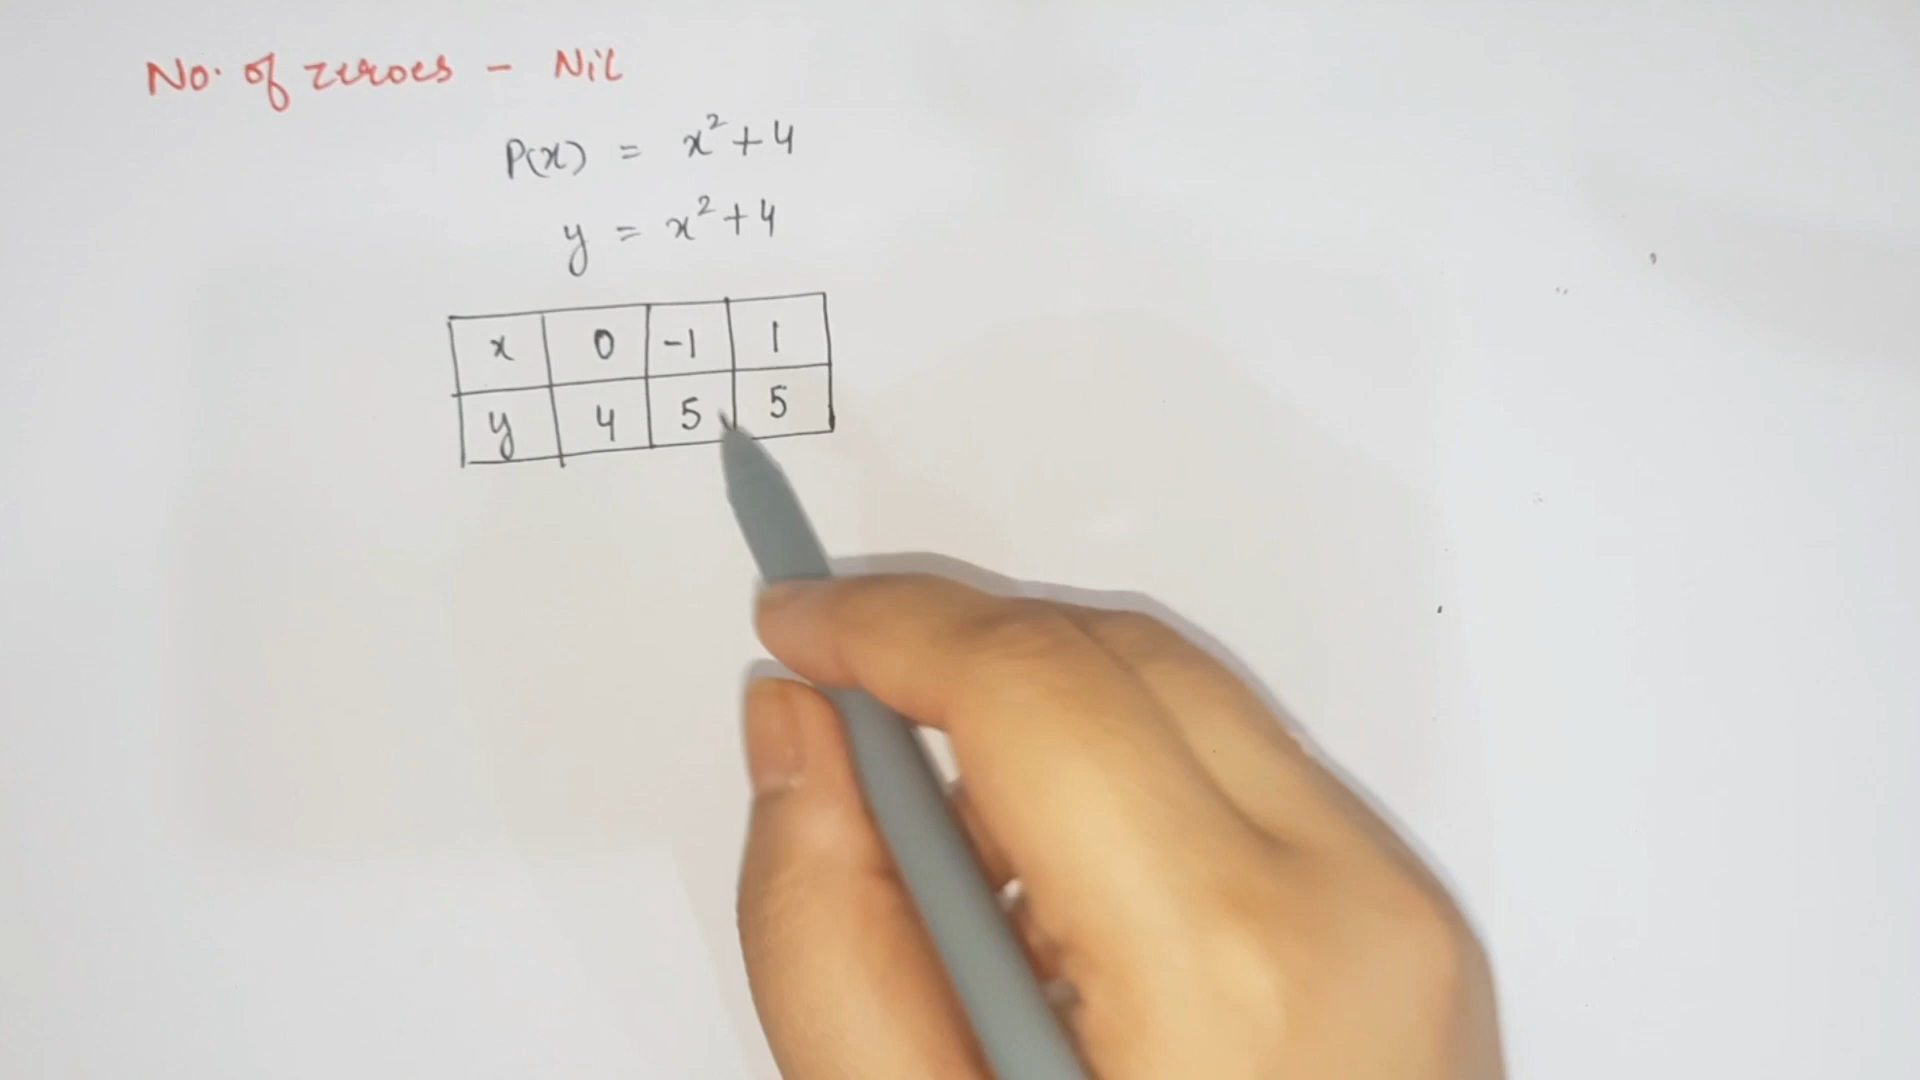 No. of zeroes - Nil
P(x) = x²+4
y = x²+4
x 0 -1 1
y 4 5 5